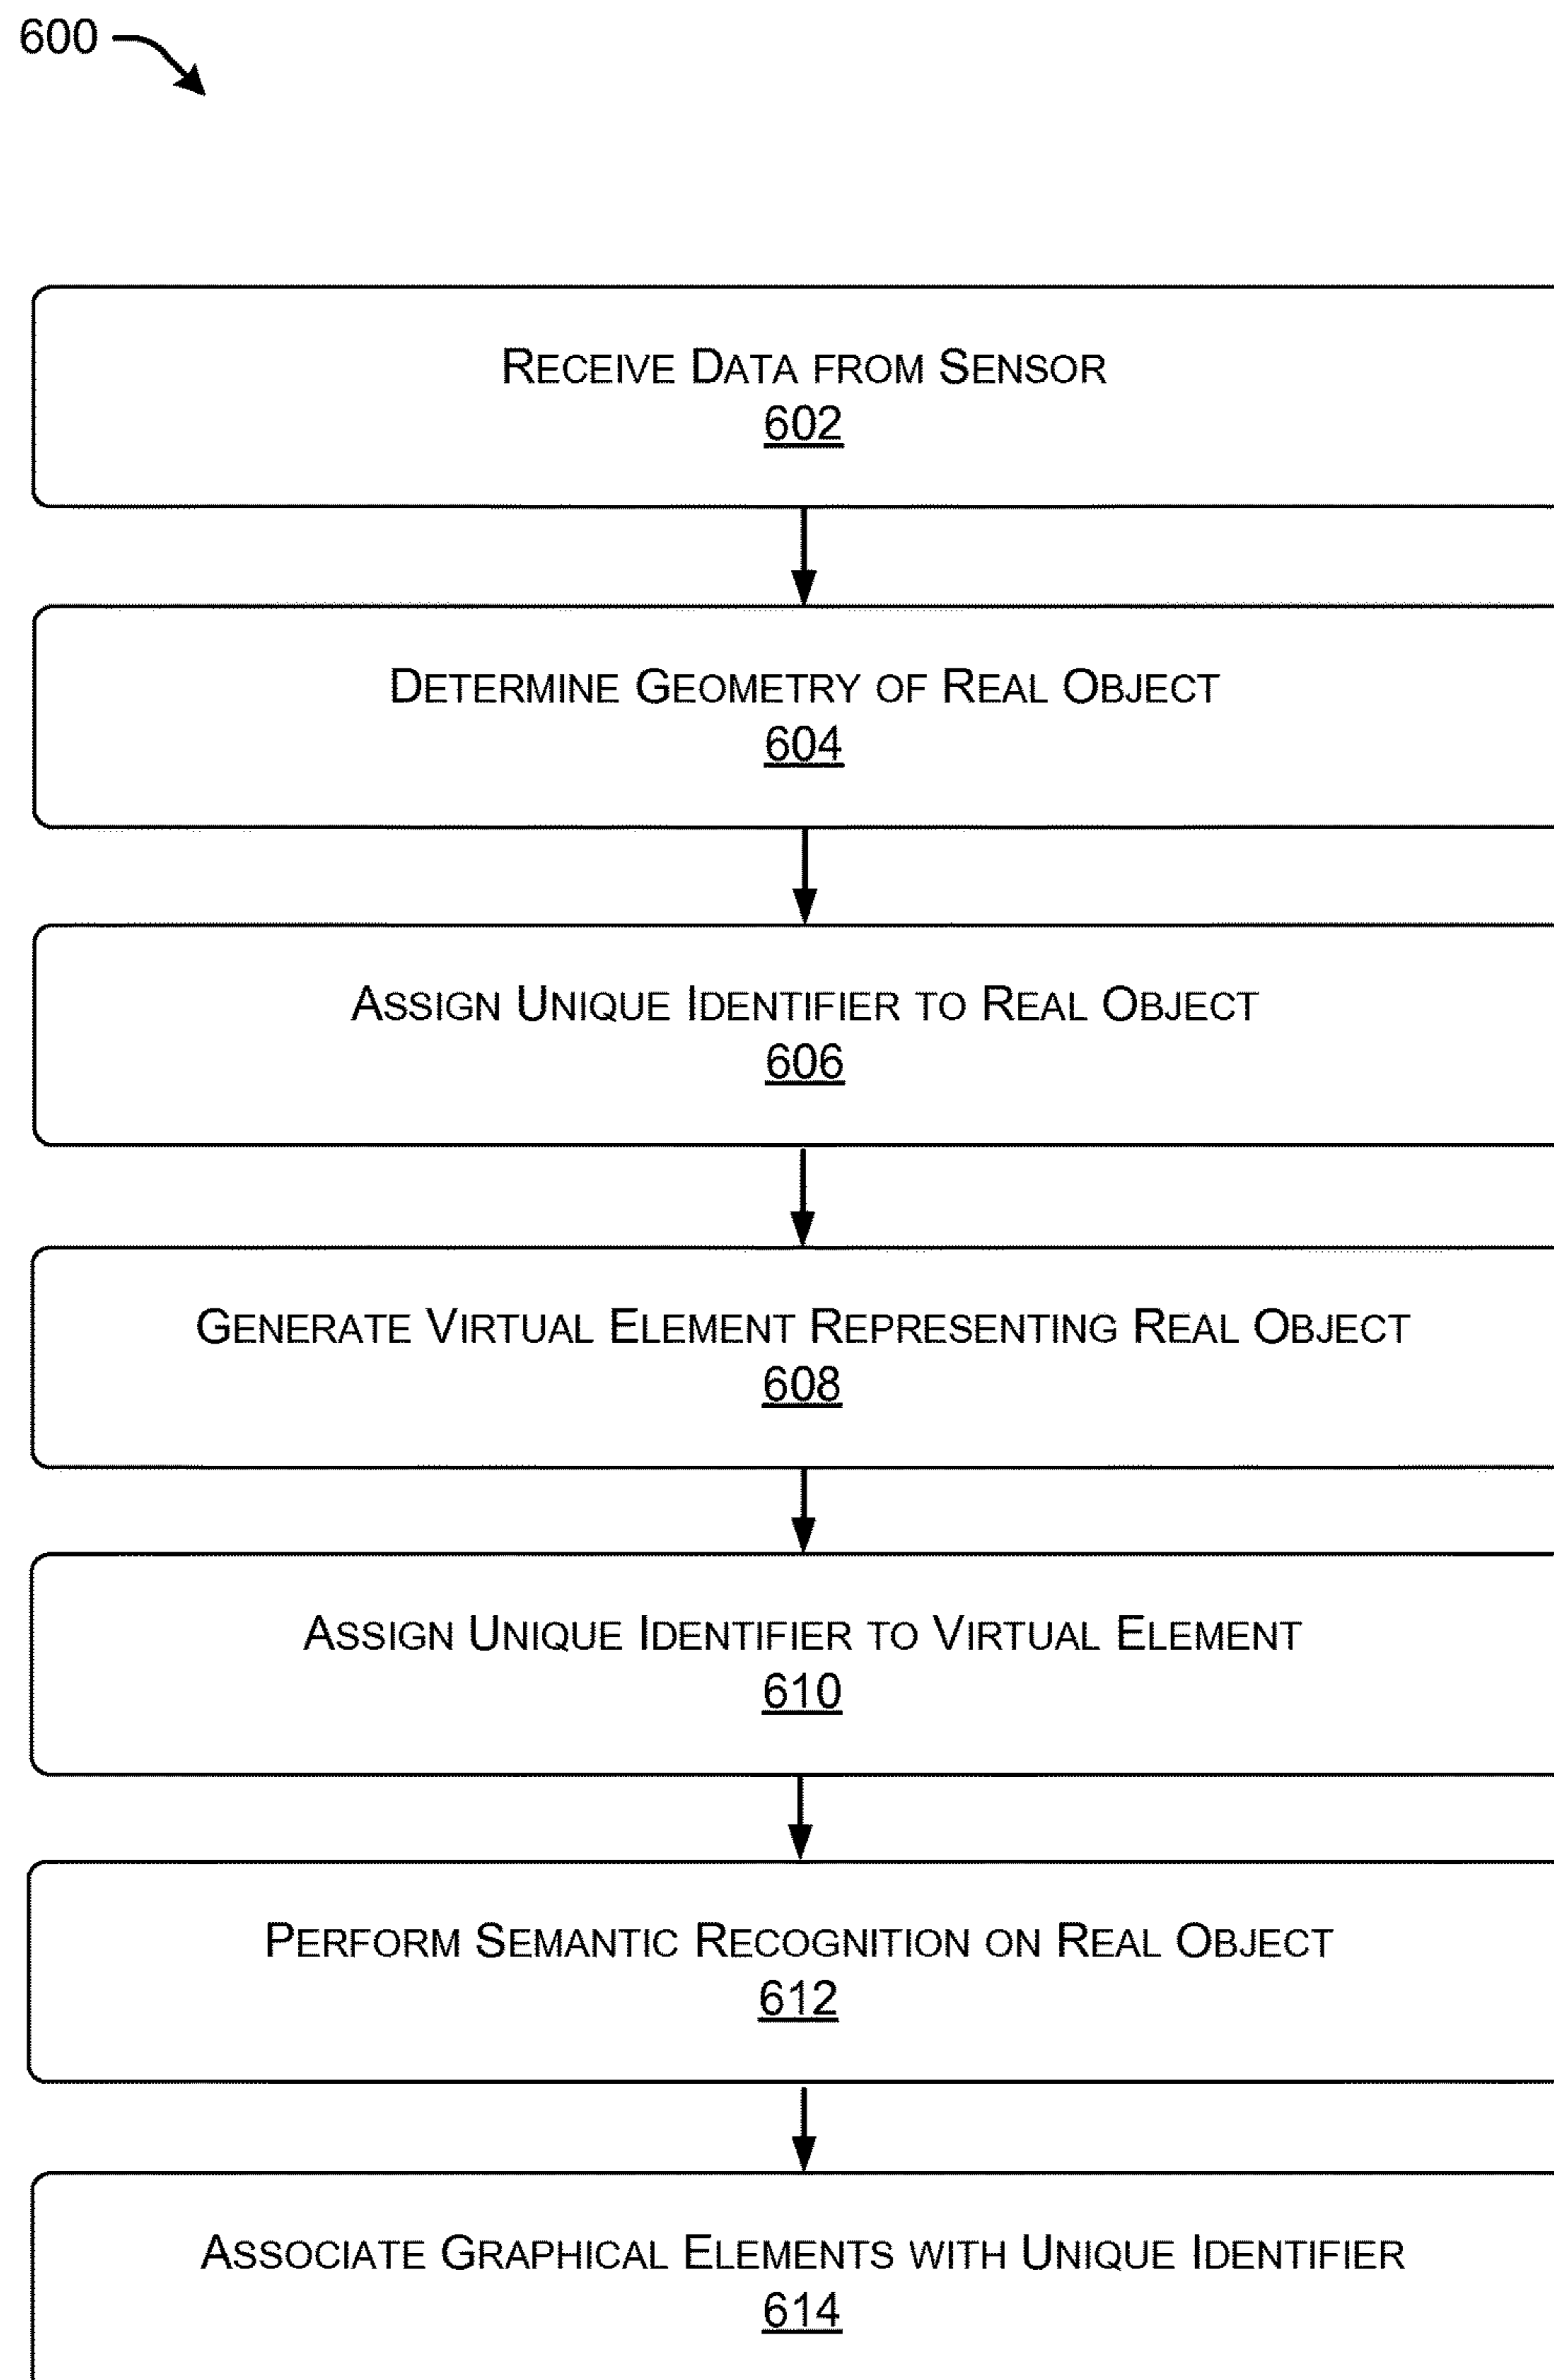 600
RECEIVE DATA FROM SENSOR
602
DETERMINE GEOMETRY OF REAL OBJECT
604
ASSIGN UNIQUE IDENTIFIER TO REAL OBJECT
606
GENERATE VIRTUAL ELEMENT REPRESENTING REAL OBJECT
608
ASSIGN UNIQUE IDENTIFIER TO VIRTUAL ELEMENT
610
PERFORM SEMANTIC RECOGNITION ON REAL OBJECT
612
ASSOCIATE GRAPHICAL ELEMENTS WITH UNIQUE IDENTIFIER
614